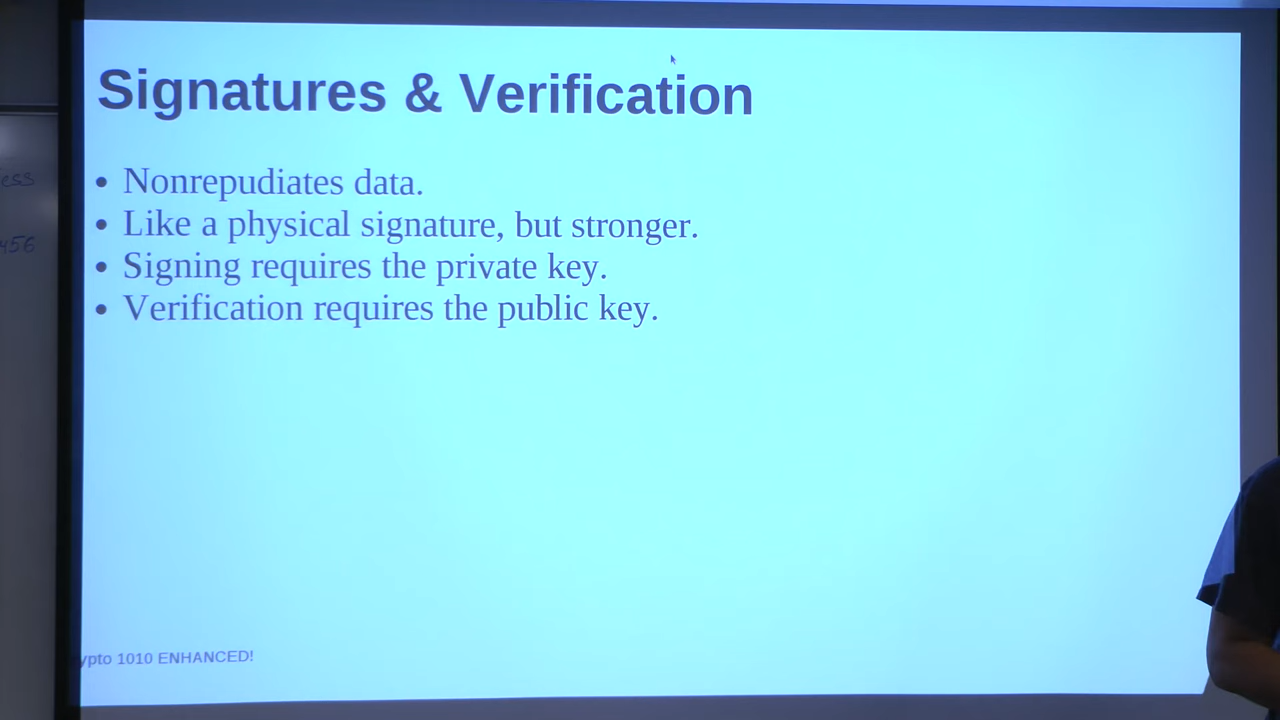 Signatures & Verification
• Nonrepudiates data.
• Like a physical signature, but stronger.
• Signing requires the private key.
• Verification requires the public key.
ypto 1010 ENHANCED!
ess
456